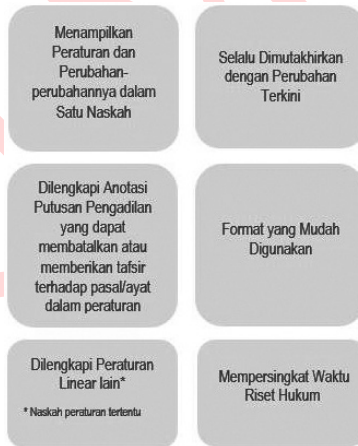 Menampilkan
Peraturan dan
Perubahan-
perubahannya dalam
Satu Naskah
Selalu Dimutakhirkan
dengan Perubahan
Terkini
Dilengkapi Anotasi
Putusan Pengadilan
yang dapat
membatalkan atau
memberikan tafsir
terhadap pasal/ayat
dalam peraturan
Format yang Mudah
Digunakan
Dilengkapi Peraturan
Linear lain*
* Naskah peraturan tertentu
Mempersingkat Waktu
Riset Hukum